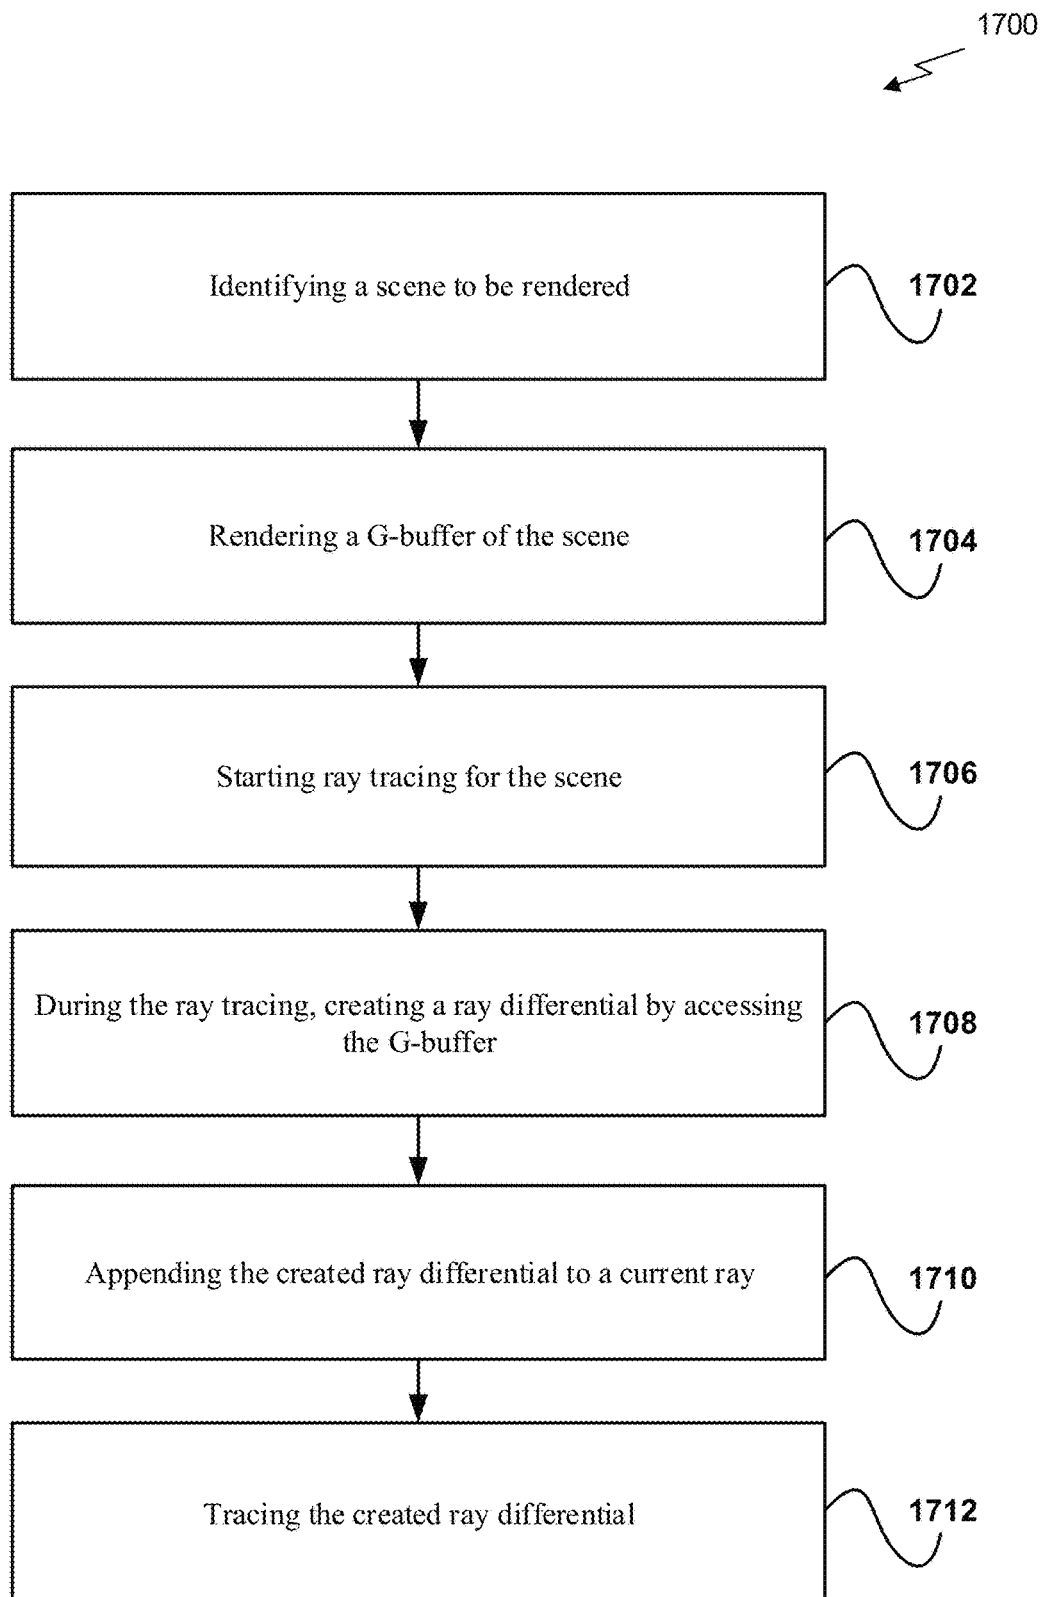 1700
Identifying a scene to be rendered
1702
Rendering a G-buffer of the scene
1704
Starting ray tracing for the scene
1706
During the ray tracing, creating a ray differential by accessing
the G-buffer
1708
Appending the created ray differential to a current ray
1710
Tracing the created ray differential
1712